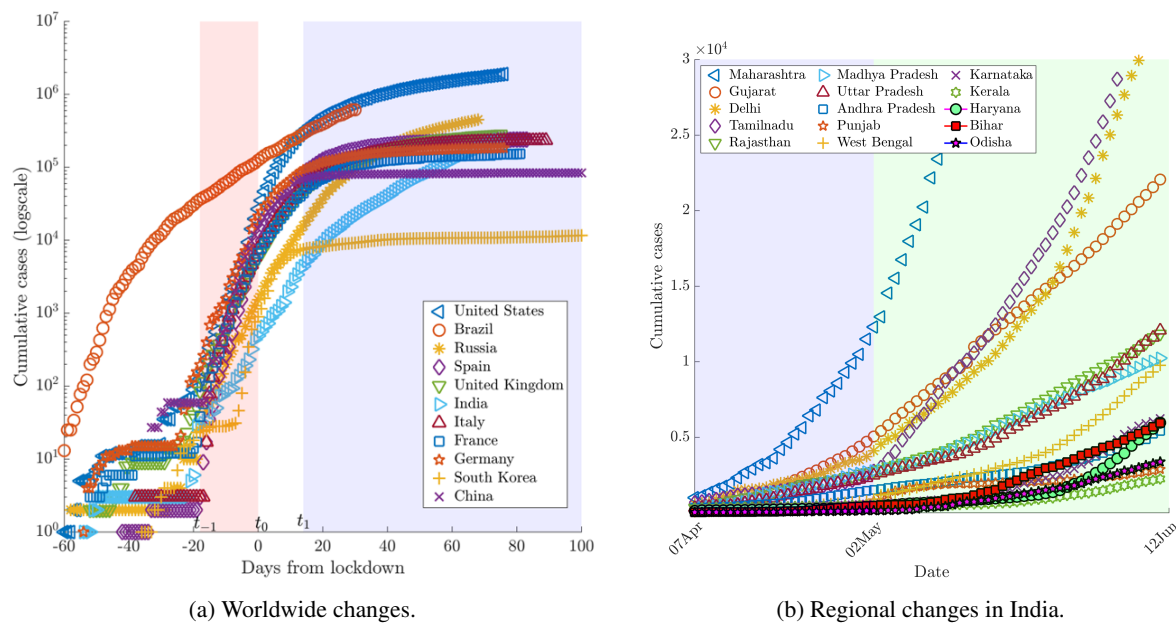 10^7
10^6
10^5
10^4
10^3
10^2
10^1
10^0
Cumulative cases (logscale)
United States
Brazil
Russia
Spain
United Kingdom
India
Italy
France
Germany
South Korea
China
t_{-1}
t_0
t_1
-60
-40
-20
0
20
40
60
80
100
Days from lockdown
(a) Worldwide changes.
×10^4
3
2.5
2
1.5
1
0.5
Cumulative cases
Maharashtra
Gujarat
Delhi
Tamilnadu
Rajasthan
Madhya Pradesh
Uttar Pradesh
Andhra Pradesh
Punjab
West Bengal
Karnataka
Kerala
Haryana
Bihar
Odisha
07Apr
02May
12Jun
Date
(b) Regional changes in India.